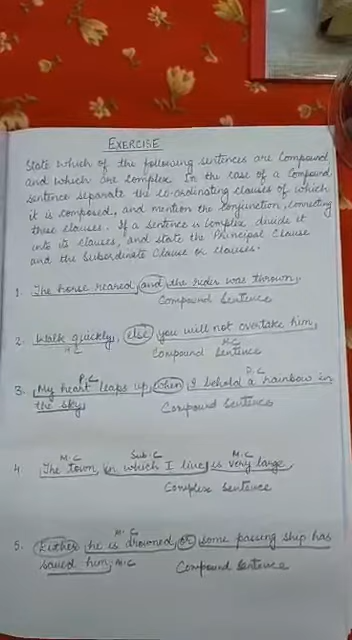 EXERCISE
State which of the following sentences are Compound
and which are complex. In the case of a Compound
sentence separate the co-ordinating clauses of which
it is composed, and mention the conjunction, connecting
these clauses. If a sentence is complex divide it
into its clauses, and state the Principal Clause
and the Subordinate Clause or clauses.
1. The horse reared, and the rider was thrown,
Compound Sentence
2. Walk quickly, else you will not overtake him,
M.C M.C
Compound Sentence
P.C P.C
3. My heart leaps up, when I behold a rainbow in
the sky,
Compound Sentence
M.C Sub.C M.C
4. The town, in which I live, is very large,
Complex Sentence
M.C
5. Either he is drowned, or some passing ship has
saved him, M.C Compound Sentence